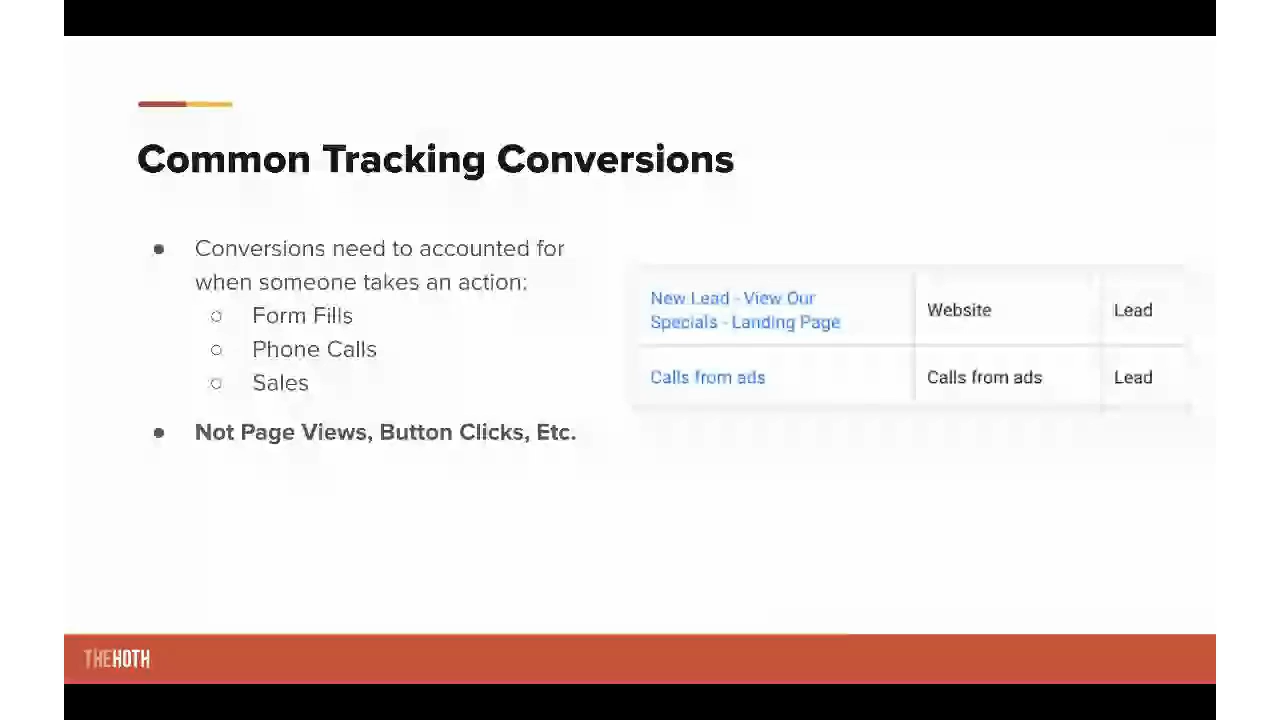 Common Tracking Conversions
● Conversions need to accounted for
when someone takes an action:
○ Form Fills
○ Phone Calls
○ Sales
● Not Page Views, Button Clicks, Etc.
New Lead - View Our
Specials - Landing Page
Website
Lead
Calls from ads
Calls from ads
Lead
THEHOTH